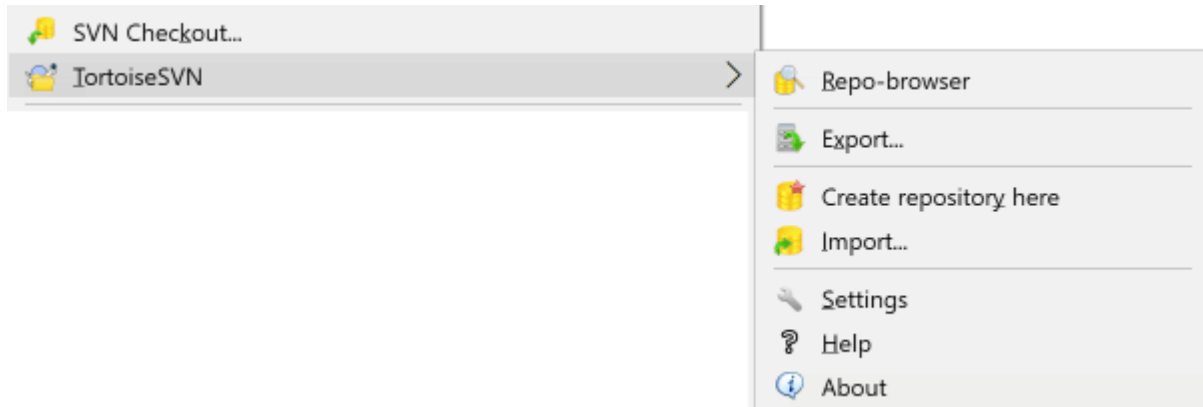 SVN Checkout...
TortoiseSVN
Repo-browser
Export...
Create repository here
Import...
Settings
Help
About